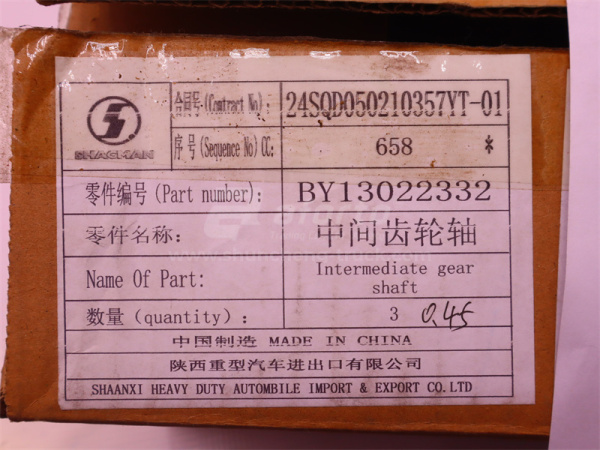 SHACMAN
合同号(Contract No): 24SQD050210357YT-01
序号(Sequence No)CC: 658 *
零件编号(Part number): BY13022332
零件名称: 中间齿轮轴
Name Of Part: Intermediate gear
shaft
数量(quantity): 3 0.45
中国制造 MADE IN CHINA
陕西重型汽车进出口有限公司
SHAANXI HEAVY DUTY AUTOMBILE IMPORT & EXPORT CO.LTD